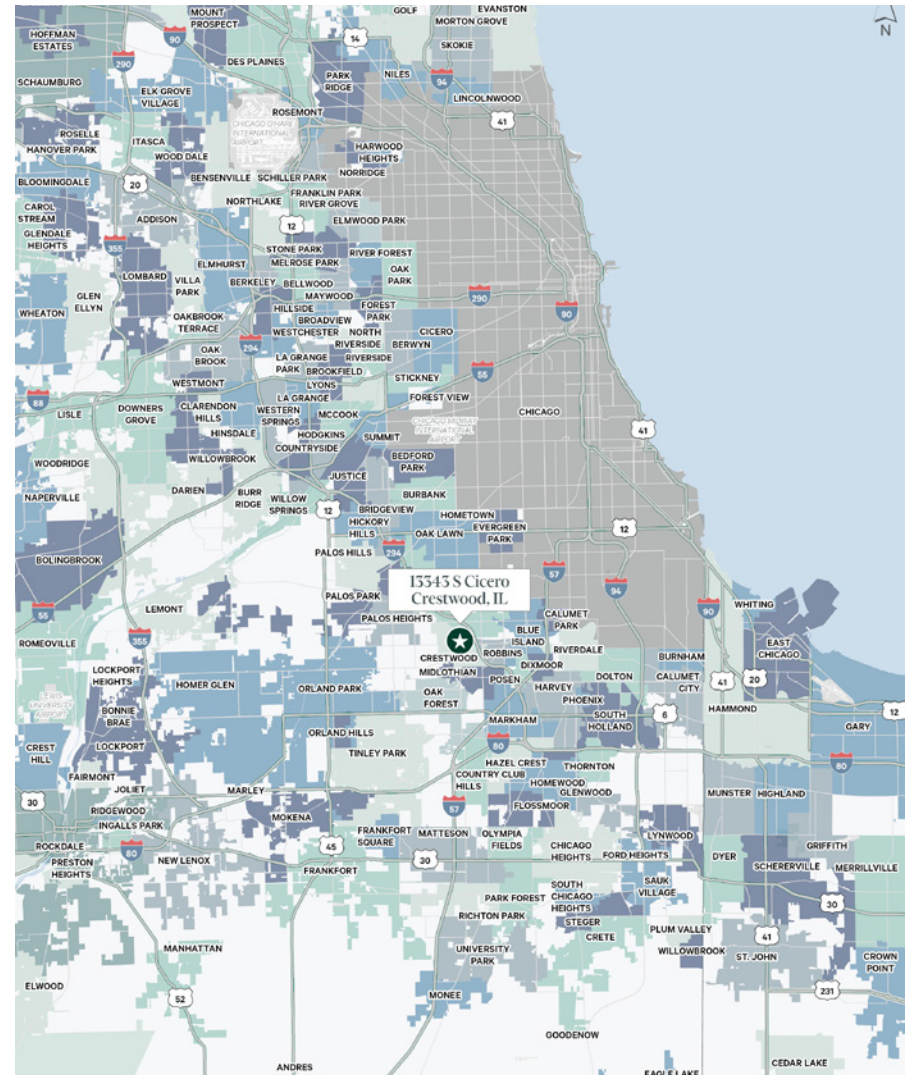 GOLF
EVANSTON
MOUNT
PROSPECT
MORTON GROVE
N
HOFFMAN
ESTATES
90
14
SKOKIE
290
DES PLAINES
PARK
RIDGE
NILES
94
SCHAUMBURG
ELK GROVE
VILLAGE
LINCOLNWOOD
ROSEMONT
41
CHICAGO O'HARE
INTERNATIONAL
AIRPORT
ROSELLE
HANOVER PARK
ITASCA
WOOD DALE
HARWOOD
HEIGHTS
NORRIDGE
BLOOMINGDALE
20
BENSENVILLE
SCHILLER PARK
FRANKLIN PARK
RIVER GROVE
NORTHLAKE
CAROL
STREAM
ADDISON
12
ELMWOOD PARK
GLENDALE
HEIGHTS
355
STONE PARK
MELROSE PARK
RIVER FOREST
ELMHURST
OAK
PARK
LOMBARD
VILLA
PARK
BERKELEY
BELLWOOD
MAYWOOD
290
GLEN
ELLYN
HILLSIDE
FOREST
PARK
90
WHEATON
OAKBROOK
TERRACE
BROADVIEW
WESTCHESTER
NORTH
RIVERSIDE
CICERO
294
BERWYN
OAK
BROOK
LA GRANGE
PARK
RIVERSIDE
BROOKFIELD
WESTMONT
LYONS
STICKNEY
55
88
LA GRANGE
FOREST VIEW
LISLE
DOWNERS
GROVE
CLARENDON
HILLS
WESTERN
SPRINGS
MCCOOK
CHICAGO
CHICAGO MIDWAY
INTERNATIONAL
AIRPORT
41
HINSDALE
HODGKINS
SUMMIT
COUNTRYSIDE
WILLOWBROOK
BEDFORD
PARK
WOODRIDGE
JUSTICE
NAPERVILLE
DARIEN
BURR
RIDGE
WILLOW
SPRINGS
BURBANK
12
BRIDGEVIEW
HICKORY
HILLS
HOMETOWN
OAK LAWN
EVERGREEN
PARK
12
BOLINGBROOK
PALOS HILLS
294
57
94
13343 S Cicero
Crestwood, IL
55
LEMONT
PALOS PARK
90
WHITING
PALOS HEIGHTS
CALUMET
PARK
BLUE
ISLAND
ROMEOVILLE
355
ROBBINS
RIVERDALE
EAST
CHICAGO
CRESTWOOD
DIXMOOR
BURNHAM
LOCKPORT
HEIGHTS
MIDLOTHIAN
DOLTON
CALUMET
CITY
41
20
HOMER GLEN
ORLAND PARK
POSEN
LEWIS
UNIVERSITY
AIRPORT
OAK
FOREST
HARVEY
PHOENIX
HAMMOND
BONNIE
BRAE
SOUTH
HOLLAND
6
12
MARKHAM
GARY
ORLAND HILLS
CREST
HILL
LOCKPORT
80
TINLEY PARK
80
FAIRMONT
HAZEL CREST
THORNTON
JOLIET
COUNTRY CLUB
HILLS
HOMEWOOD
GLENWOOD
MARLEY
MUNSTER
HIGHLAND
30
RIDGEWOOD
57
FLOSSMOOR
INGALLS PARK
MOKENA
FRANKFORT
SQUARE
MATTESON
OLYMPIA
FIELDS
LYNWOOD
ROCKDALE
45
CHICAGO
HEIGHTS
GRIFFITH
80
30
FORD HEIGHTS
DYER
PRESTON
HEIGHTS
NEW LENOX
FRANKFORT
SCHERERVILLE
MERRILLVILLE
SAUK
VILLAGE
SOUTH
CHICAGO
HEIGHTS
PARK FOREST
30
RICHTON PARK
STEGER
PLUM VALLEY
CRETE
41
MANHATTAN
UNIVERSITY
PARK
WILLOWBROOK
ST. JOHN
CROWN
POINT
ELWOOD
52
MONEE
231
GOODENOW
ANDRES
EAGLE LAKE
CEDAR LAKE